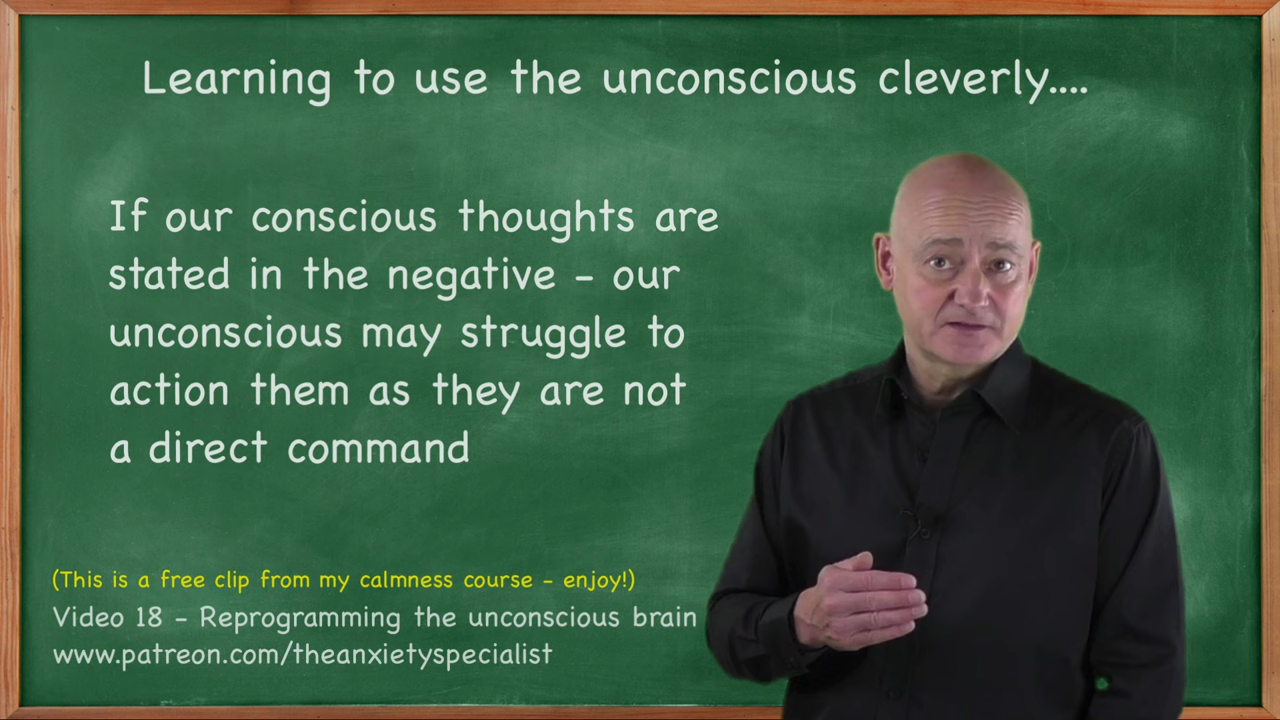 Learning to use the unconscious cleverly....
If our conscious thoughts are
stated in the negative - our
unconscious may struggle to
action them as they are not
a direct command
(This is a free clip from my calmness course - enjoy!)
Video 18 - Reprogramming the unconscious brain
www.patreon.com/theanxietyspecialist